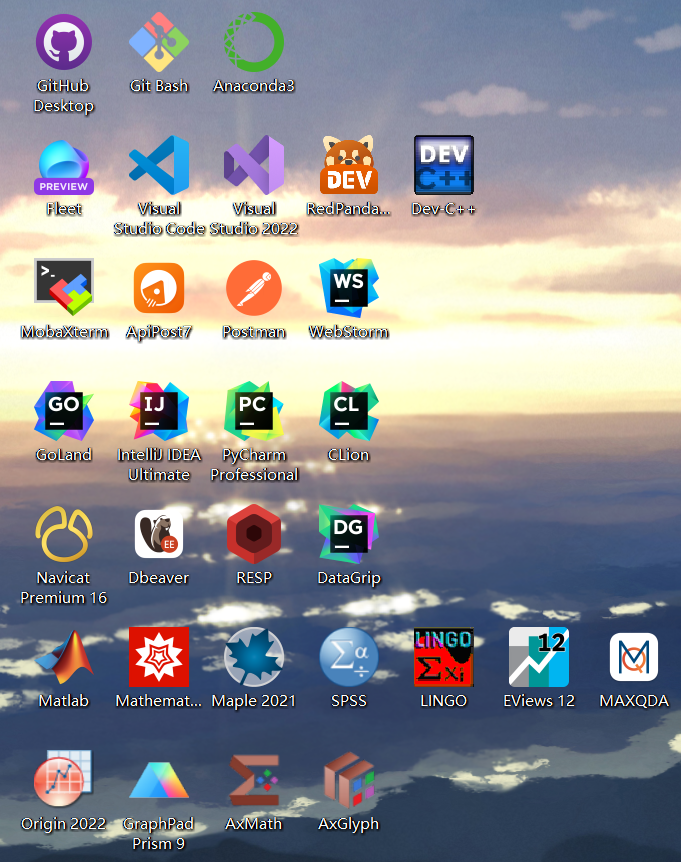 GitHub
Desktop
Git Bash
Anaconda3
PREVIEW
Fleet
Visual
Studio Code
Visual
Studio 2022
DEV
RedPanda...
DEV
C++
Dev-C++
>_
MobaXterm
ApiPost7
Postman
WS
WebStorm
GO
GoLand
IJ
IntelliJ IDEA
Ultimate
PC
PyCharm
Professional
CL
CLion
Navicat
Premium 16
EE
Dbeaver
RESP
DG
DataGrip
Matlab
Mathemat...
Maple 2021
Σα÷
SPSS
LINGO
Σxi
LINGO
12
EViews 12
MAXQDA
Origin 2022
GraphPad
Prism 9
AxMath
AxGlyph